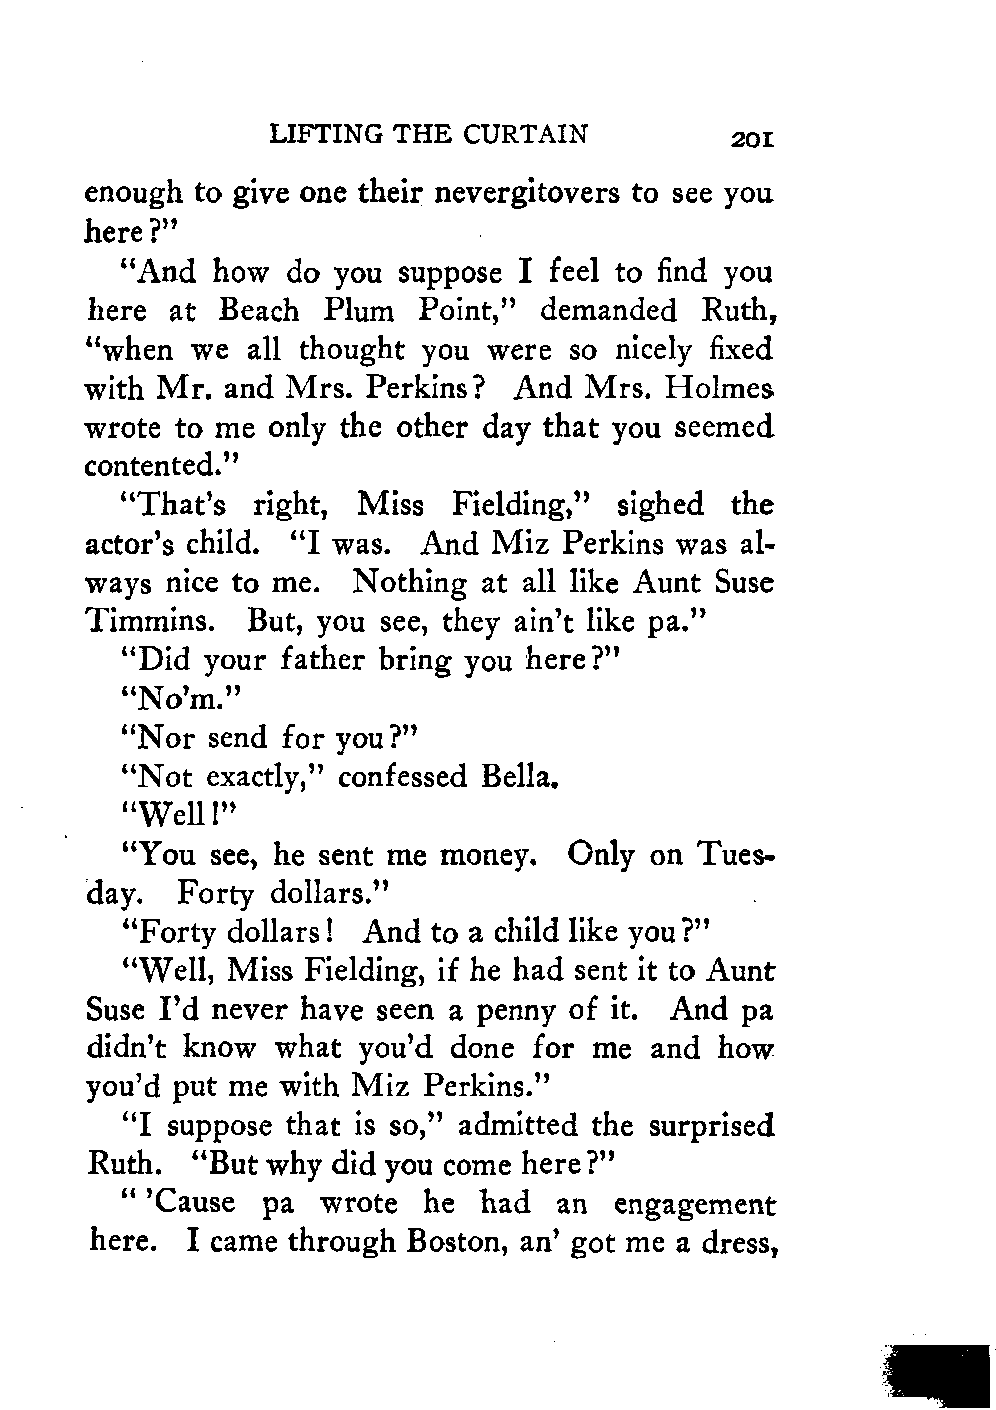 LIFTING THE CURTAIN 201
enough to give one their nevergitovers to see you
here?"
"And how do you suppose I feel to find you
here at Beach Plum Point," demanded Ruth,
"when we all thought you were so nicely fixed
with Mr. and Mrs. Perkins? And Mrs. Holmes
wrote to me only the other day that you seemed
contented."
"That's right, Miss Fielding," sighed the
actor's child. "I was. And Miz Perkins was al-
ways nice to me. Nothing at all like Aunt Suse
Timmins. But, you see, they ain't like pa."
"Did your father bring you here?"
"No'm."
"Nor send for you?"
"Not exactly," confessed Bella.
"Well!"
"You see, he sent me money. Only on Tues-
day. Forty dollars."
"Forty dollars! And to a child like you?"
"Well, Miss Fielding, if he had sent it to Aunt
Suse I'd never have seen a penny of it. And pa
didn't know what you'd done for me and how
you'd put me with Miz Perkins."
"I suppose that is so," admitted the surprised
Ruth. "But why did you come here?"
" 'Cause pa wrote he had an engagement
here. I came through Boston, an' got me a dress,